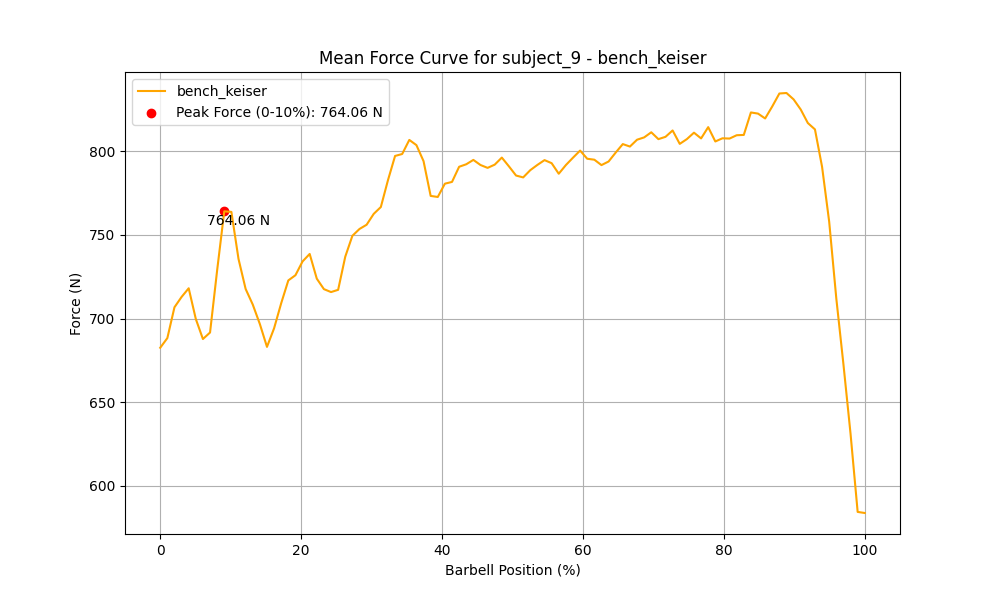 Mean Force Curve for subject_9 - bench_keiser
bench_keiser
Peak Force (0-10%): 764.06 N
764.06 N
800
750
700
650
600
Force (N)
0 20 40 60 80 100
Barbell Position (%)